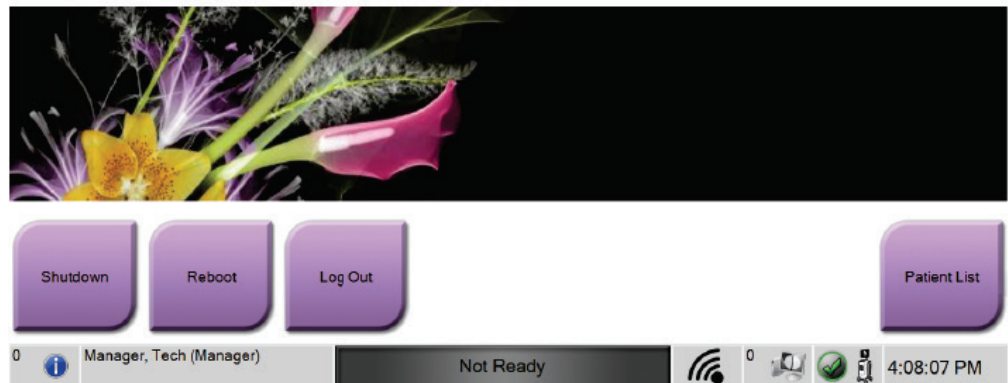 Shutdown
Reboot
Log Out
Patient List
0
Manager, Tech (Manager)
Not Ready
0
4:08:07 PM